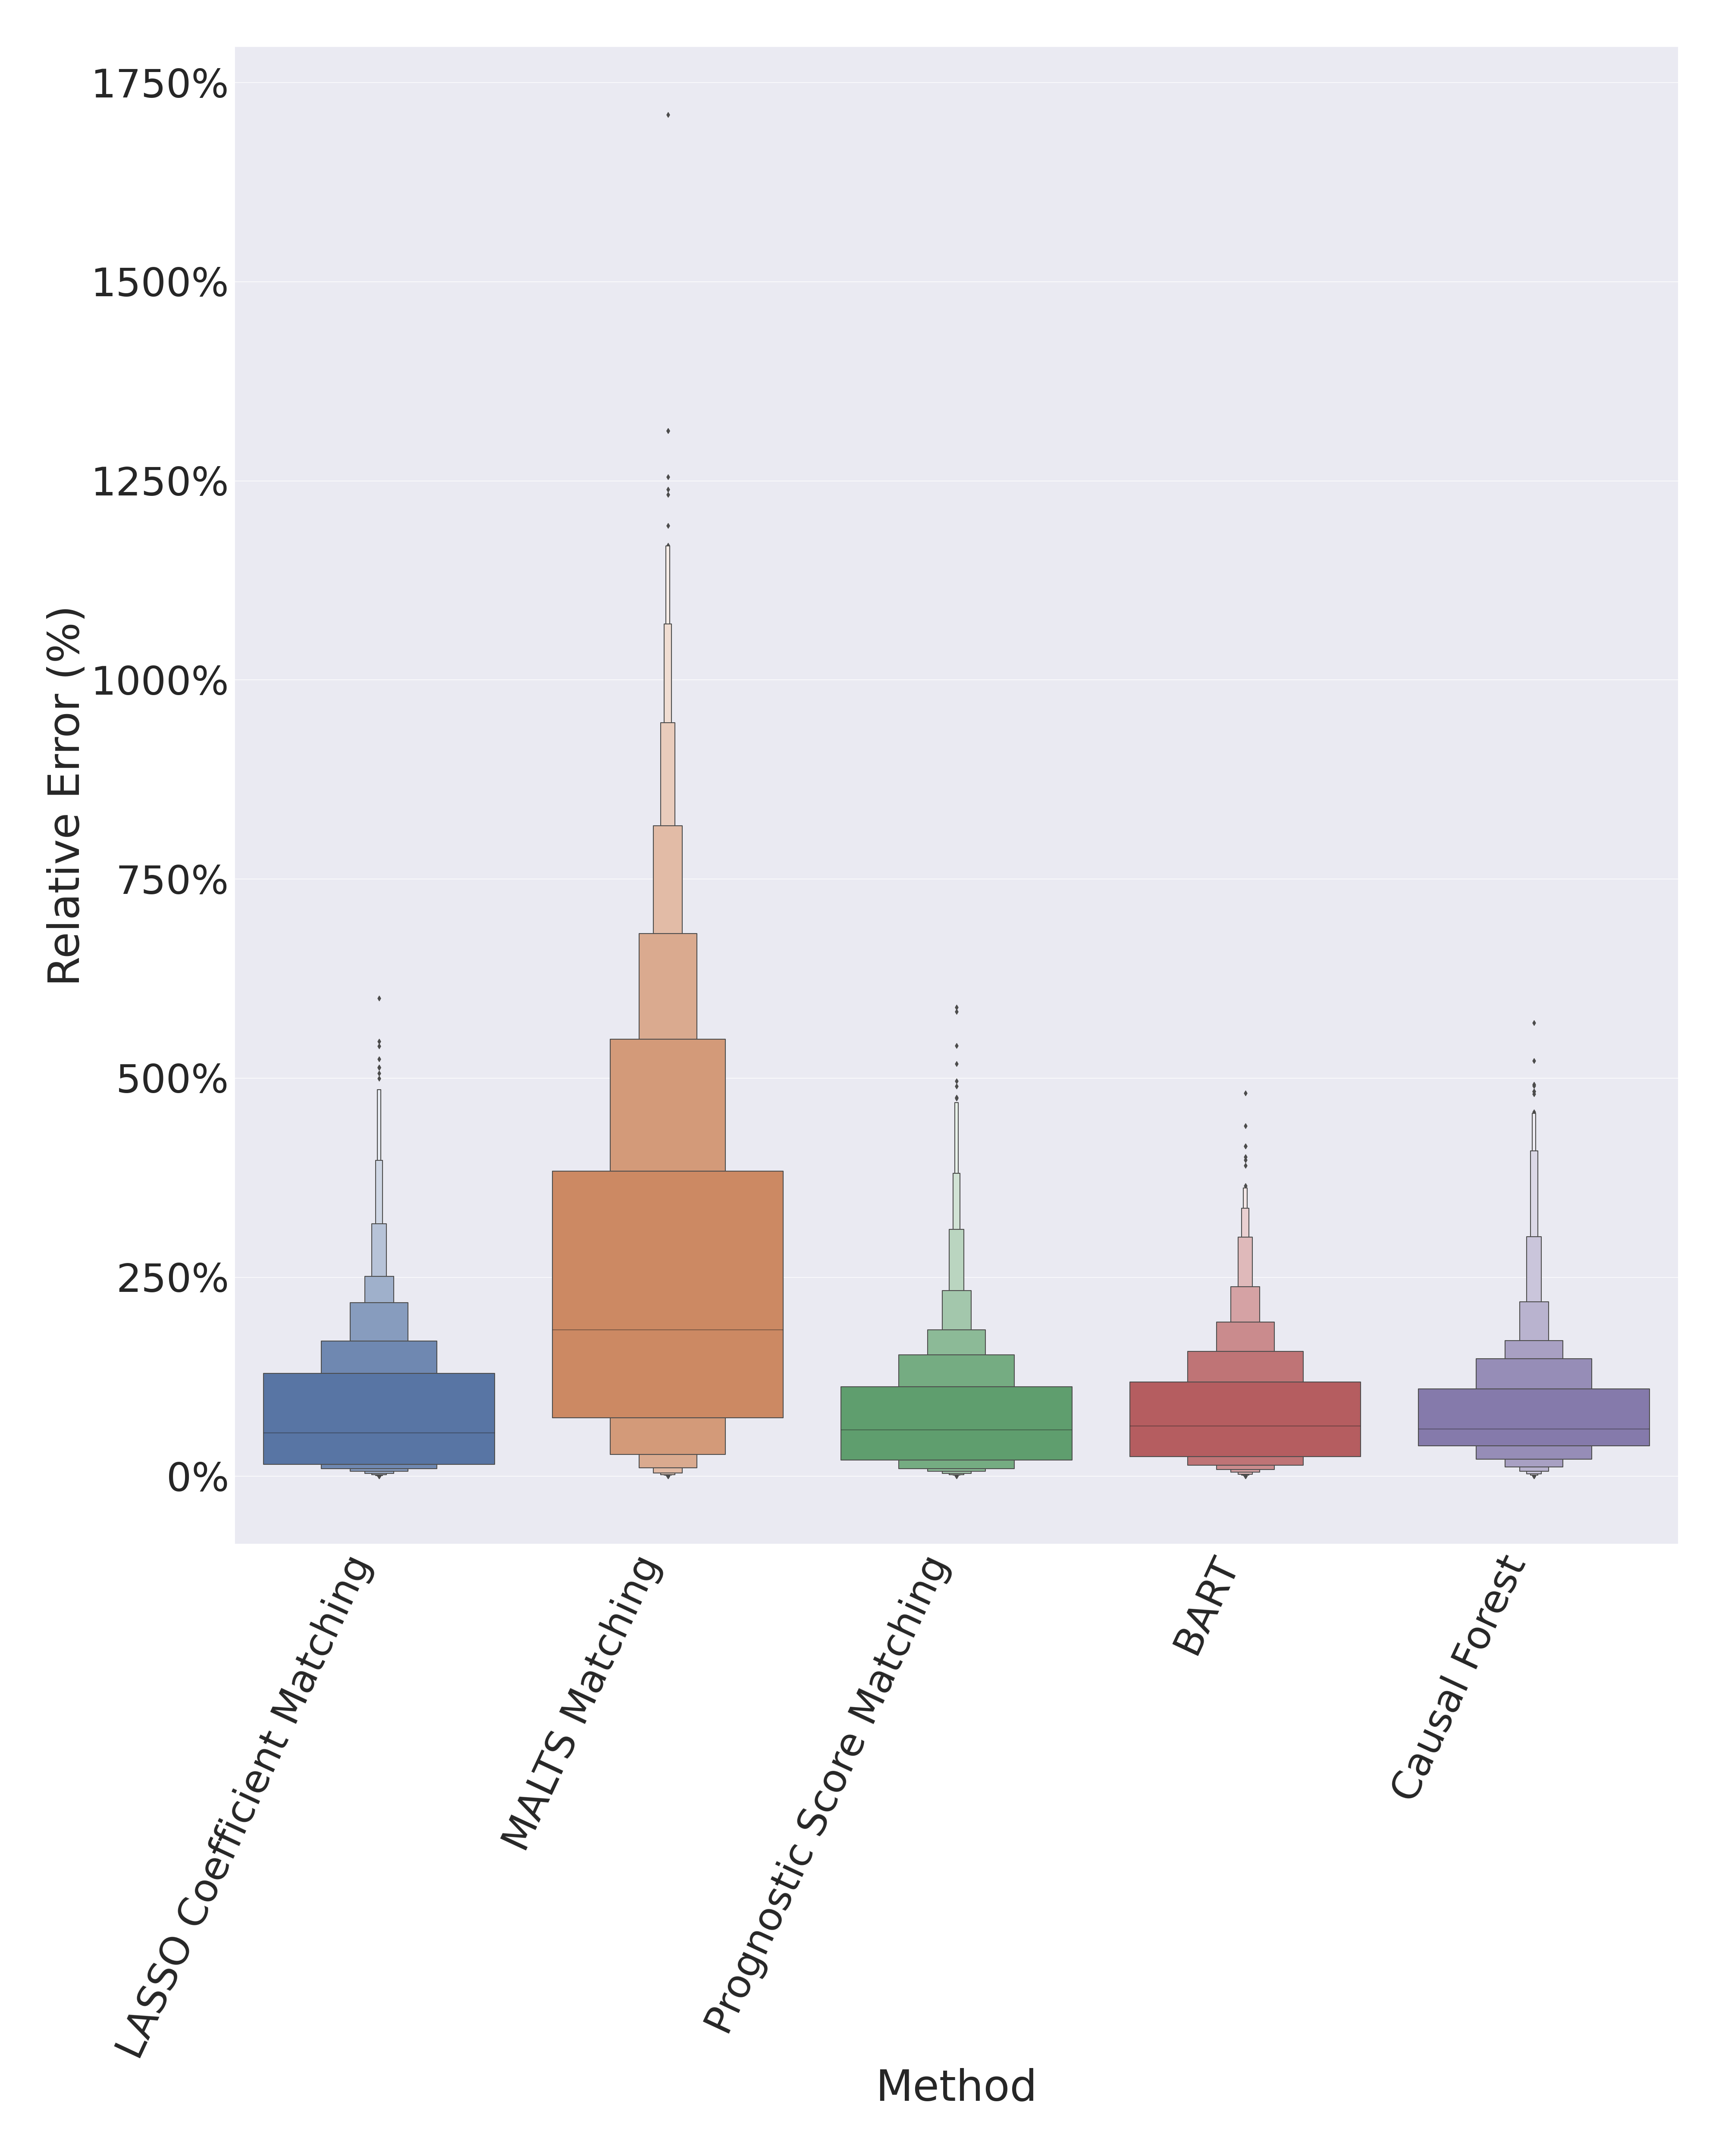 1750%
1500%
1250%
1000%
750%
500%
250%
0%
Relative Error (%)
LASSO Coefficient Matching
MALTS Matching
Prognostic Score Matching
BART
Causal Forest
Method